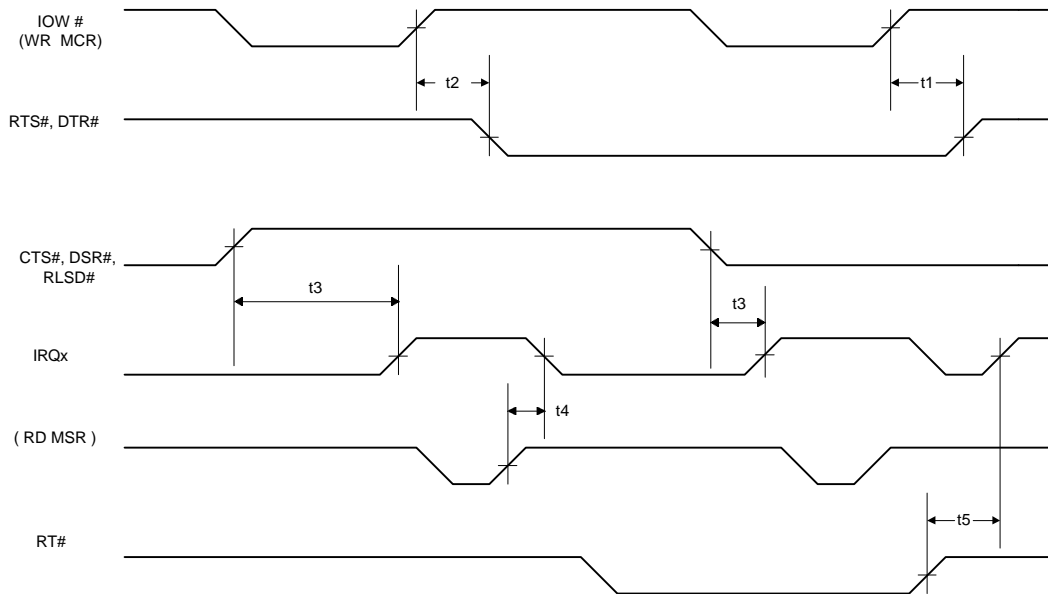 IOW #
(WR MCR)
t2
t1
RTS#, DTR#
CTS#, DSR#,
RLSD#
t3
t3
IRQx
t4
( RD MSR )
t5
RT#